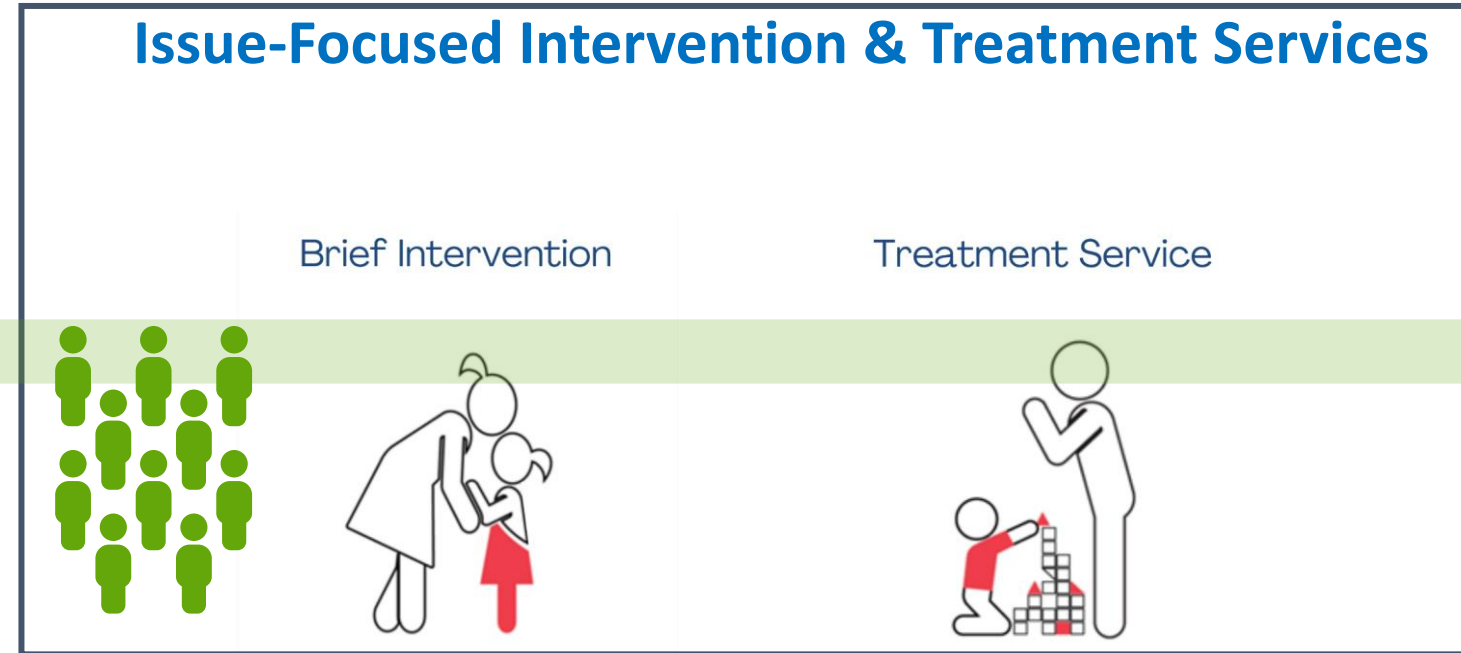 Issue-Focused Intervention & Treatment Services
Brief Intervention
Treatment Service